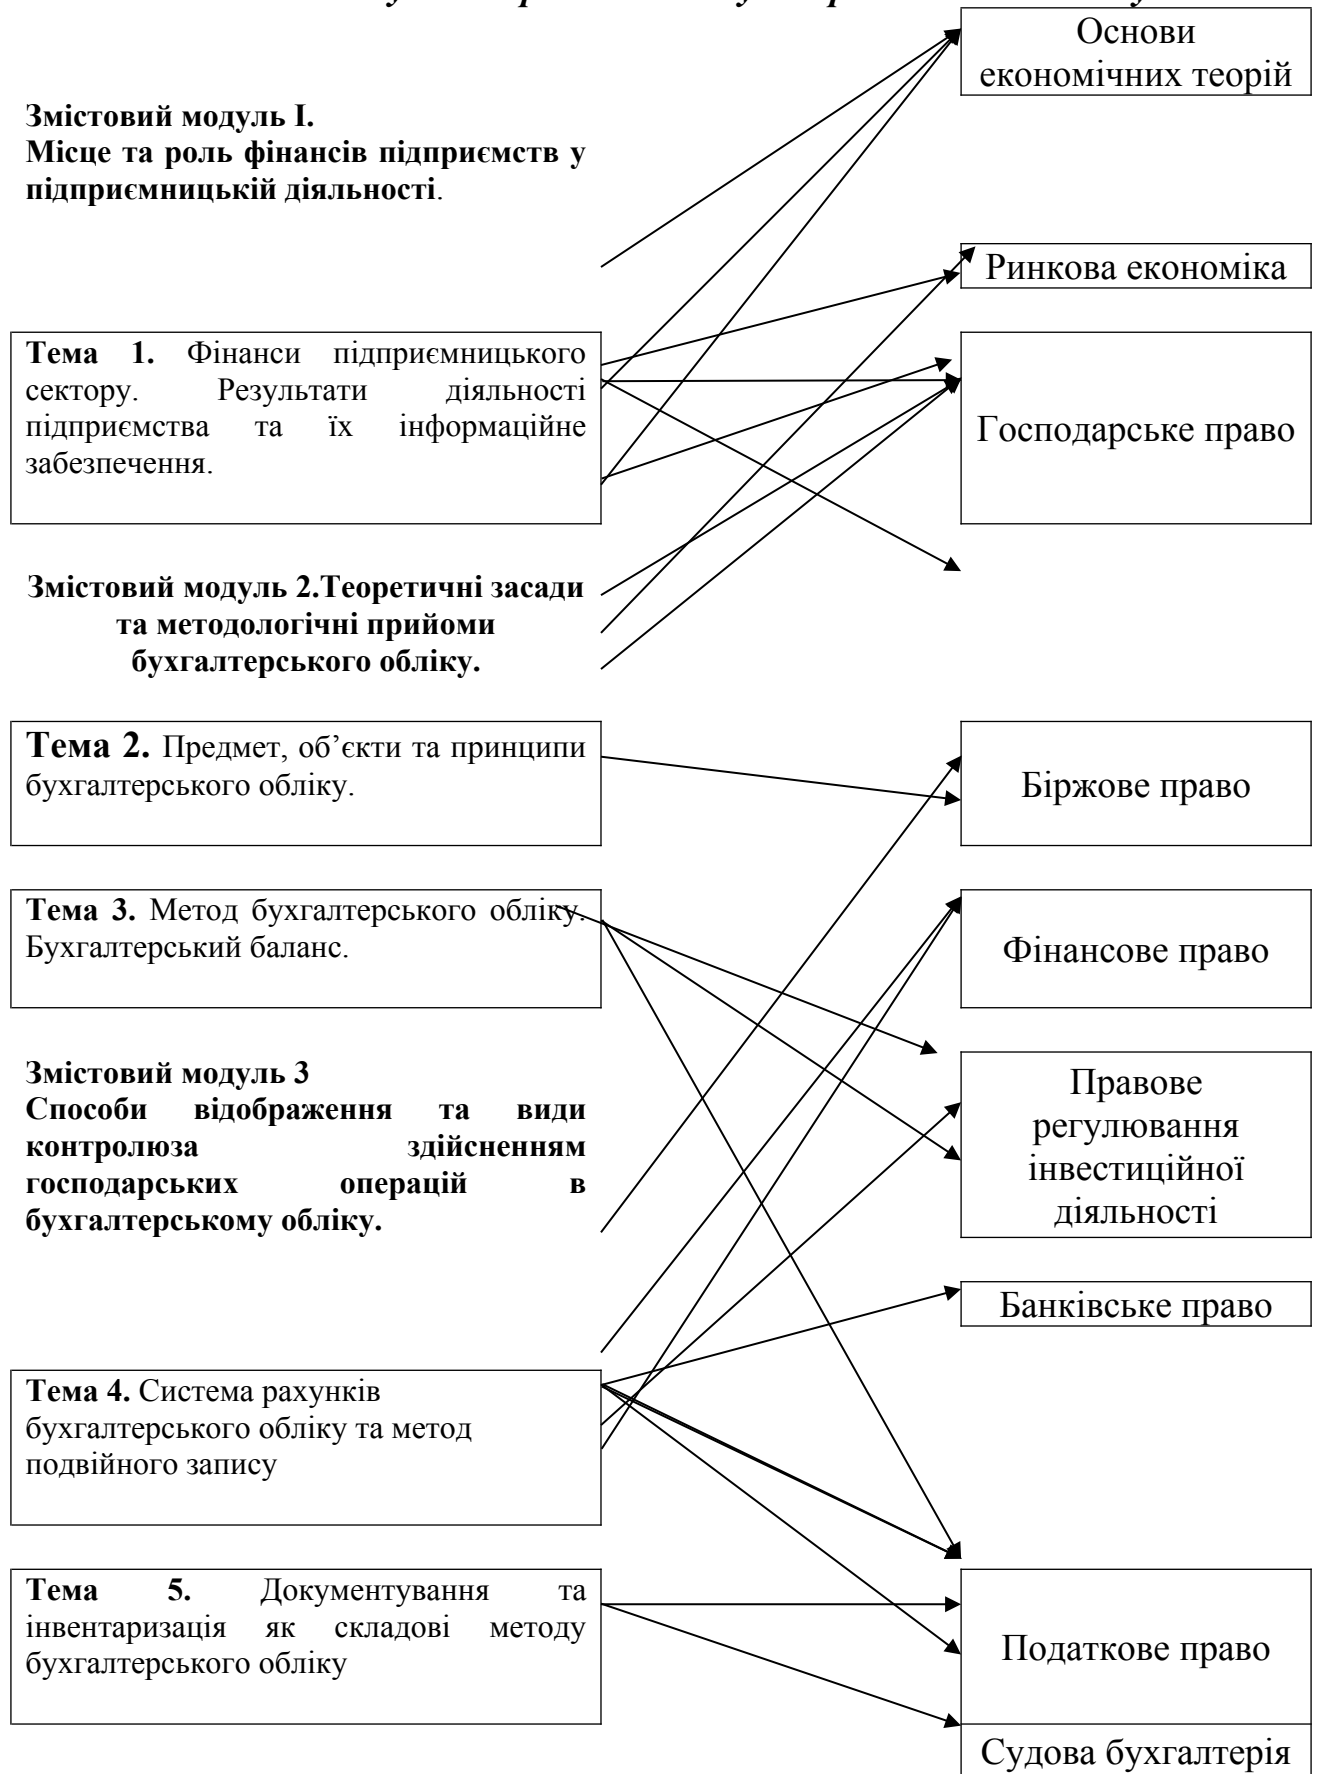 Основи
економічних теорій
Змістовий модуль І.
Місце та роль фінансів підприємств у
підприємницькій діяльності.
Ринкова економіка
Тема 1. Фінанси підприємницького
сектору. Результати діяльності
підприємства та їх інформаційне
забезпечення.
Господарське право
Змістовий модуль 2.Теоретичні засади
та методологічні прийоми
бухгалтерського обліку.
Тема 2. Предмет, об’єкти та принципи
бухгалтерського обліку.
Біржове право
Тема 3. Метод бухгалтерського обліку.
Бухгалтерський баланс.
Фінансове право
Змістовий модуль 3
Способи відображення та види
контролюза здійсненням
господарських операцій в
бухгалтерському обліку.
Правове
регулювання
інвестиційної
діяльності
Банківське право
Тема 4. Система рахунків
бухгалтерського обліку та метод
подвійного запису
Тема 5. Документування та
інвентаризація як складові методу
бухгалтерського обліку
Податкове право
Судова бухгалтерія